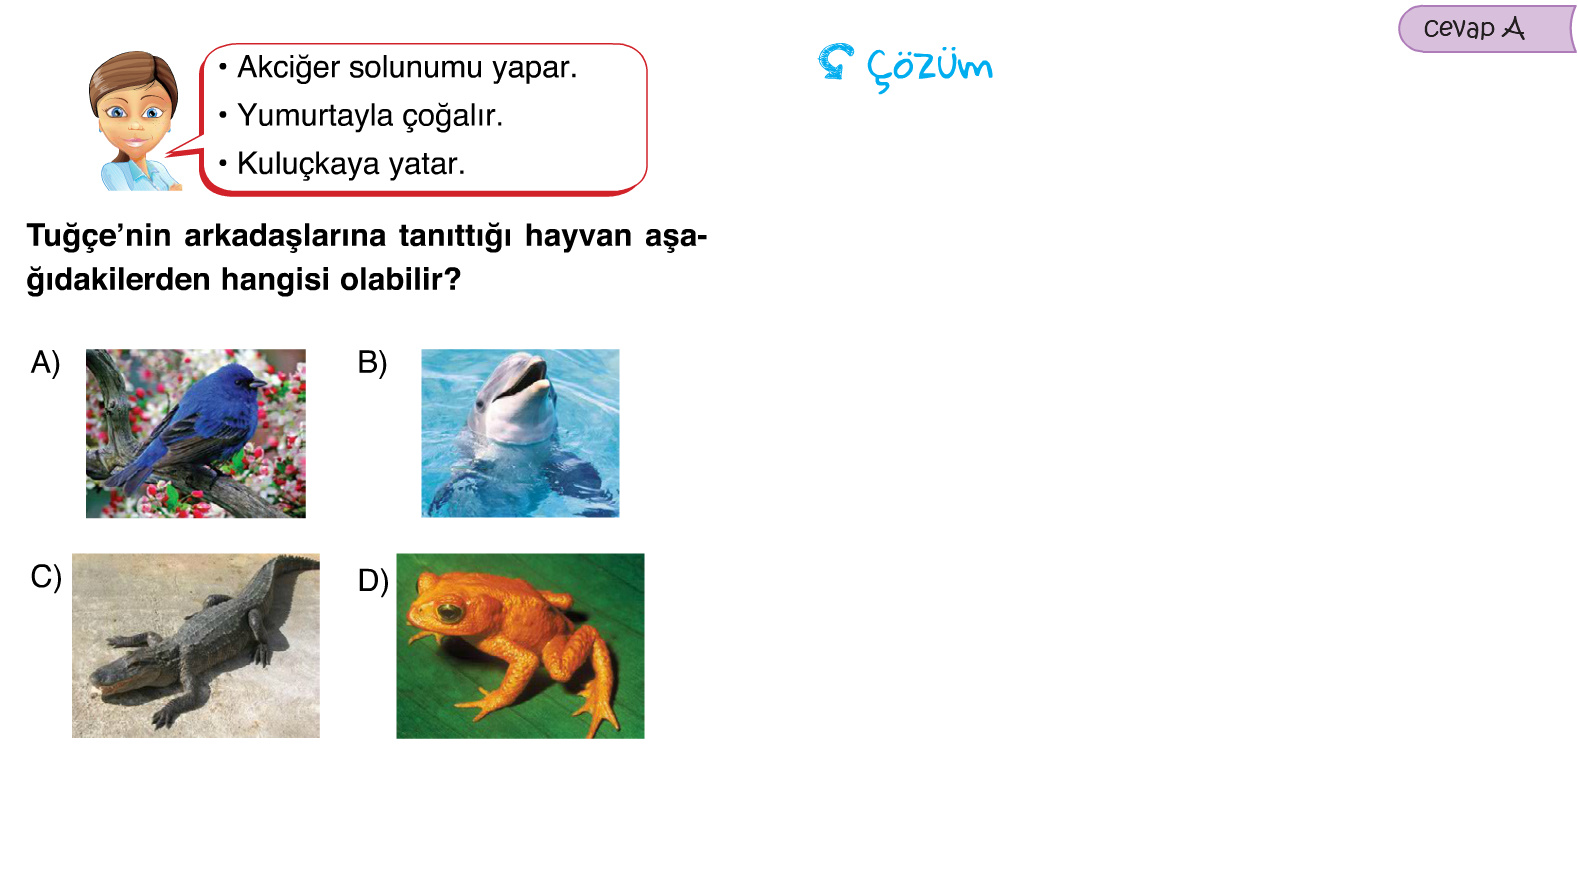 • Akciğer solunumu yapar.
• Yumurtayla çoğalır.
• Kuluçkaya yatar.
Tuğçe’nin arkadaşlarına tanıttığı hayvan aşa-
ğıdakilerden hangisi olabilir?
A)
B)
C)
D)
Çözüm
Cevap A